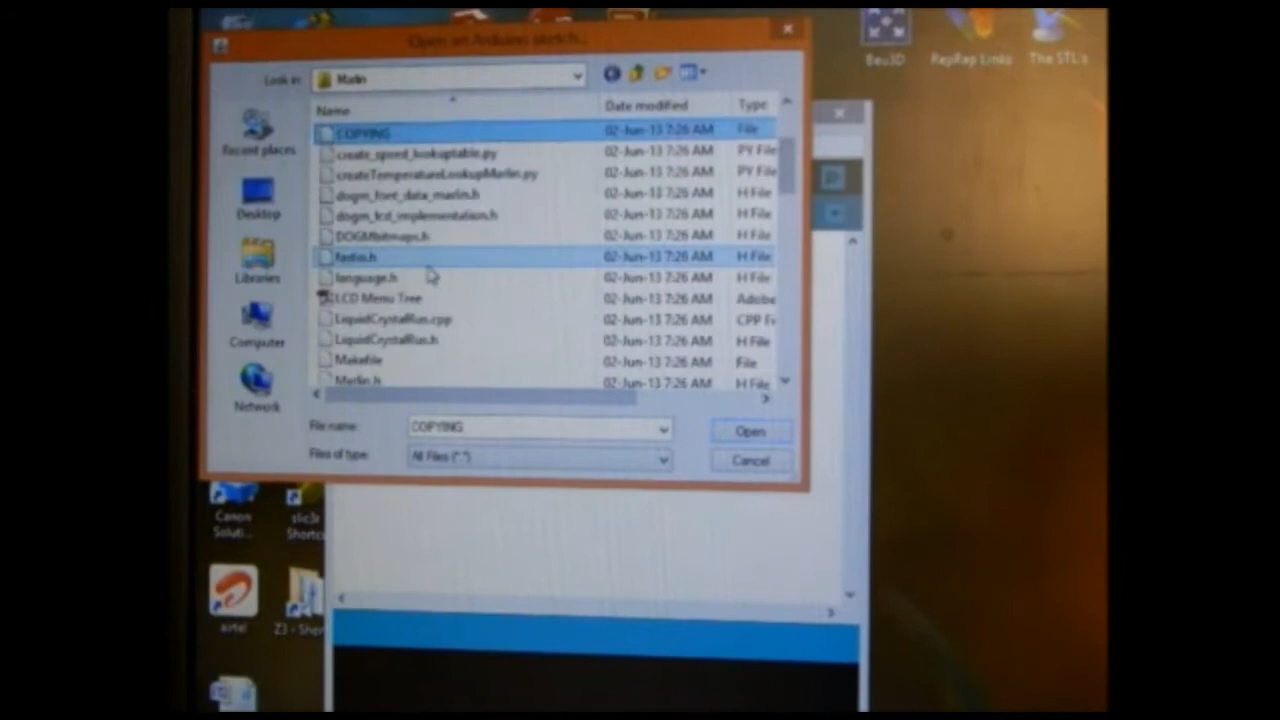 Open an Arduino sketch...
Look in: Marlin
Beu3D
RepRap Links
The STL's
Name
Date modified
Type
Recent places
Desktop
Libraries
Computer
Network
COPYING 02-Jun-13 7:26 AM File
create_speed_lookuptable.py 02-Jun-13 7:26 AM PY File
createTemperatureLookupMarlin.py 02-Jun-13 7:26 AM PY File
dogm_font_data_marlin.h 02-Jun-13 7:26 AM H File
dogm_lcd_implementation.h 02-Jun-13 7:26 AM H File
DOGMbitmaps.h 02-Jun-13 7:26 AM H File
fastio.h 02-Jun-13 7:26 AM H File
language.h 02-Jun-13 7:26 AM H File
LCD Menu Tree 02-Jun-13 7:26 AM Adobe
LiquidCrystalRus.cpp 02-Jun-13 7:26 AM CPP Fi
LiquidCrystalRus.h 02-Jun-13 7:26 AM H File
Makefile 02-Jun-13 7:26 AM File
Marlin.h 02-Jun-13 7:26 AM H File
File name: COPYING Open
Files of type: All Files (*.*) Cancel
Canon
Soluti...
slic3r
Shortc
airtel
Z3 - Shor